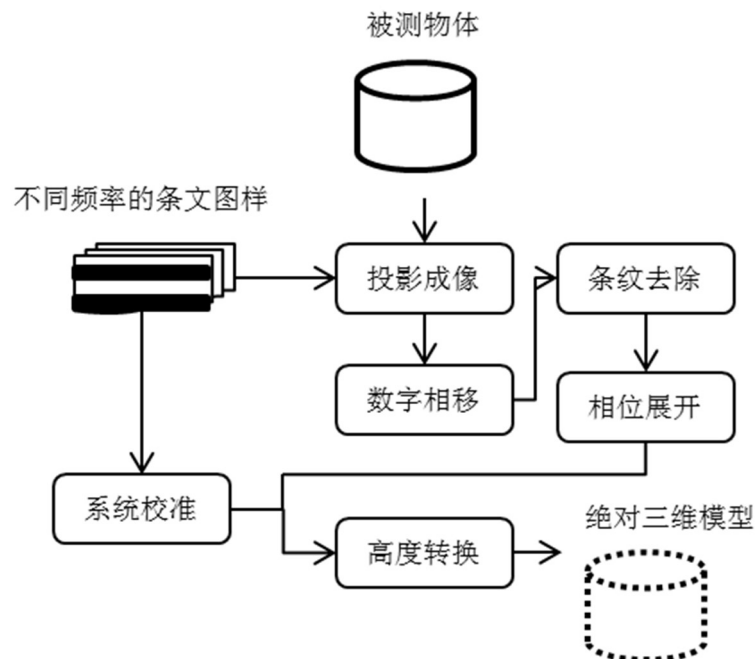 被测物体
不同频率的条文图样
投影成像
条纹去除
数字相移
相位展开
系统校准
绝对三维模型
高度转换